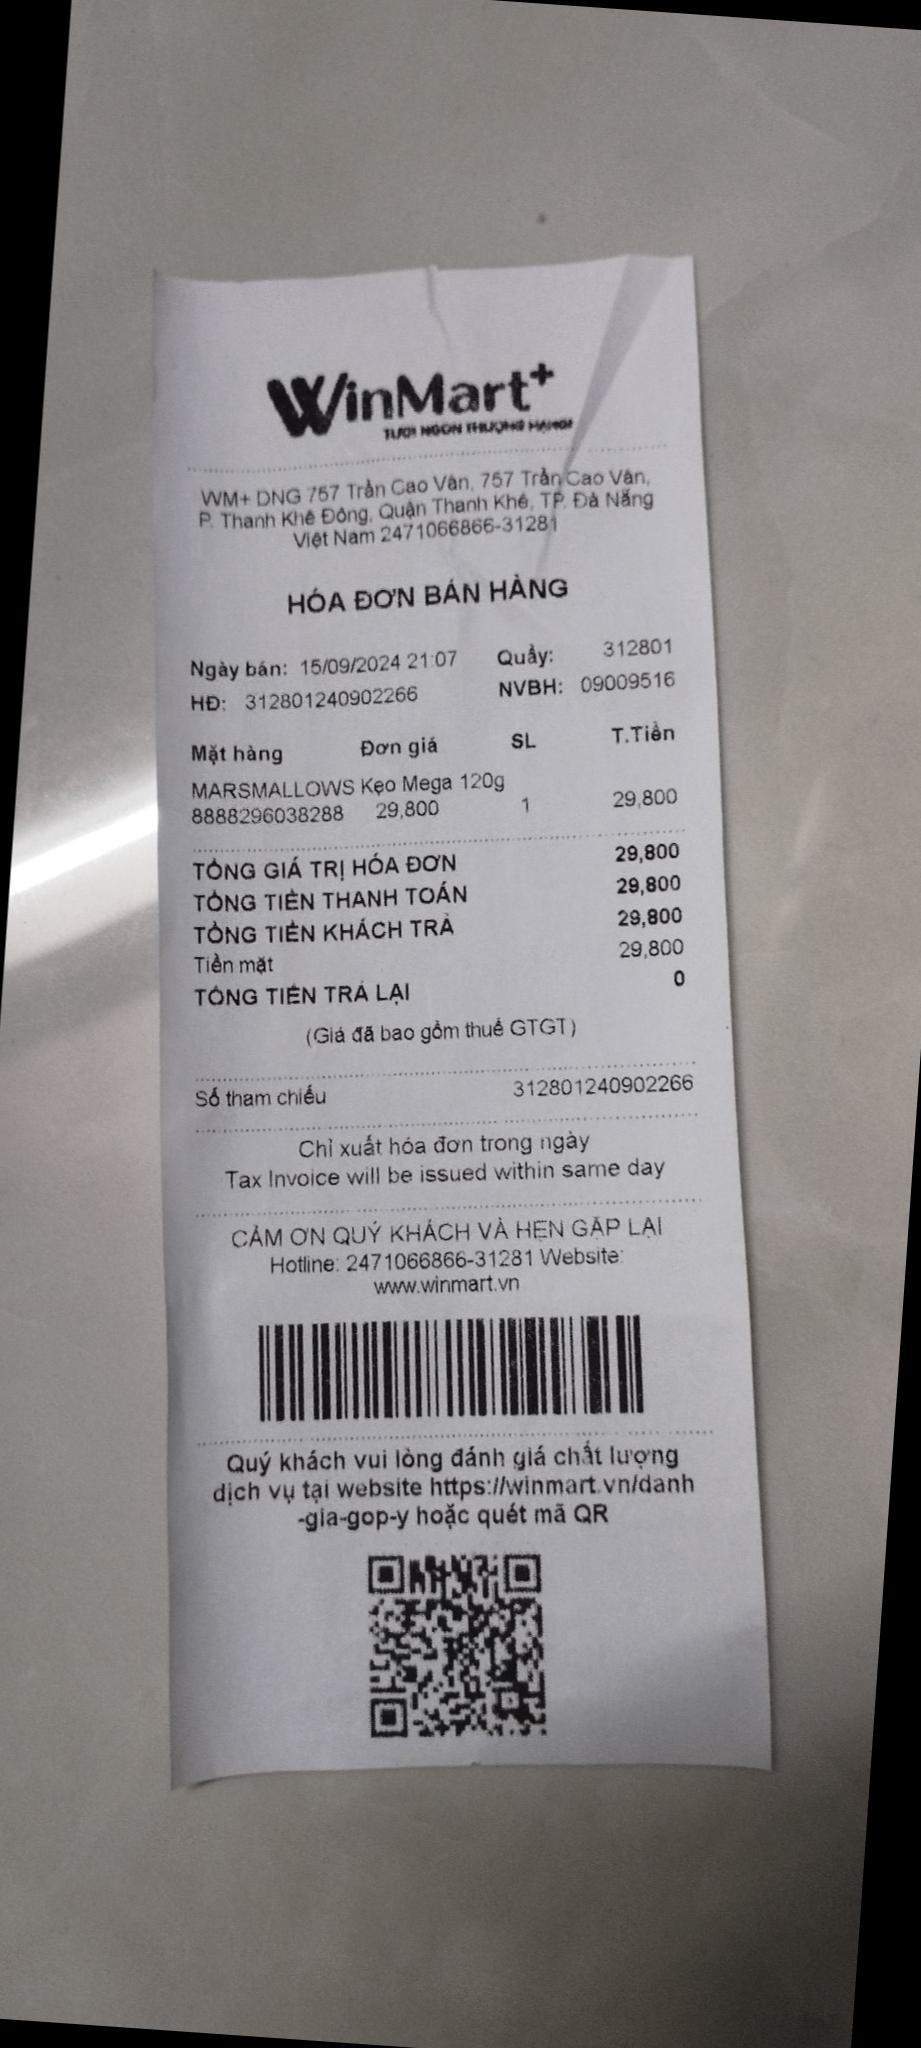 WinMart+
TƯƠI NGON THƯỢNG HẠNG
WM+ DNG 757 Trần Cao Vân, 757 Trần Cao Vân,
P. Thanh Khê Đông, Quận Thanh Khê, TP. Đà Nẵng
Việt Nam 2471066866-31281
HÓA ĐƠN BÁN HÀNG
Ngày bán: 15/09/2024 21:07 Quầy: 312801
HĐ: 312801240902266 NVBH: 09009516
Mặt hàng Đơn giá SL T.Tiền
MARSMALLOWS Kẹo Mega 120g
8888296038288 29,800 1 29,800
TỔNG GIÁ TRỊ HÓA ĐƠN 29,800
TỔNG TIỀN THANH TOÁN 29,800
TỔNG TIỀN KHÁCH TRẢ 29,800
Tiền mặt 29,800
TỔNG TIỀN TRẢ LẠI 0
(Giá đã bao gồm thuế GTGT)
Số tham chiếu 312801240902266
Chỉ xuất hóa đơn trong ngày
Tax Invoice will be issued within same day
CẢM ƠN QUÝ KHÁCH VÀ HẸN GẶP LẠI
Hotline: 2471066866-31281 Website:
www.winmart.vn
Quý khách vui lòng đánh giá chất lượng
dịch vụ tại website https://winmart.vn/danh
-gia-gop-y hoặc quét mã QR